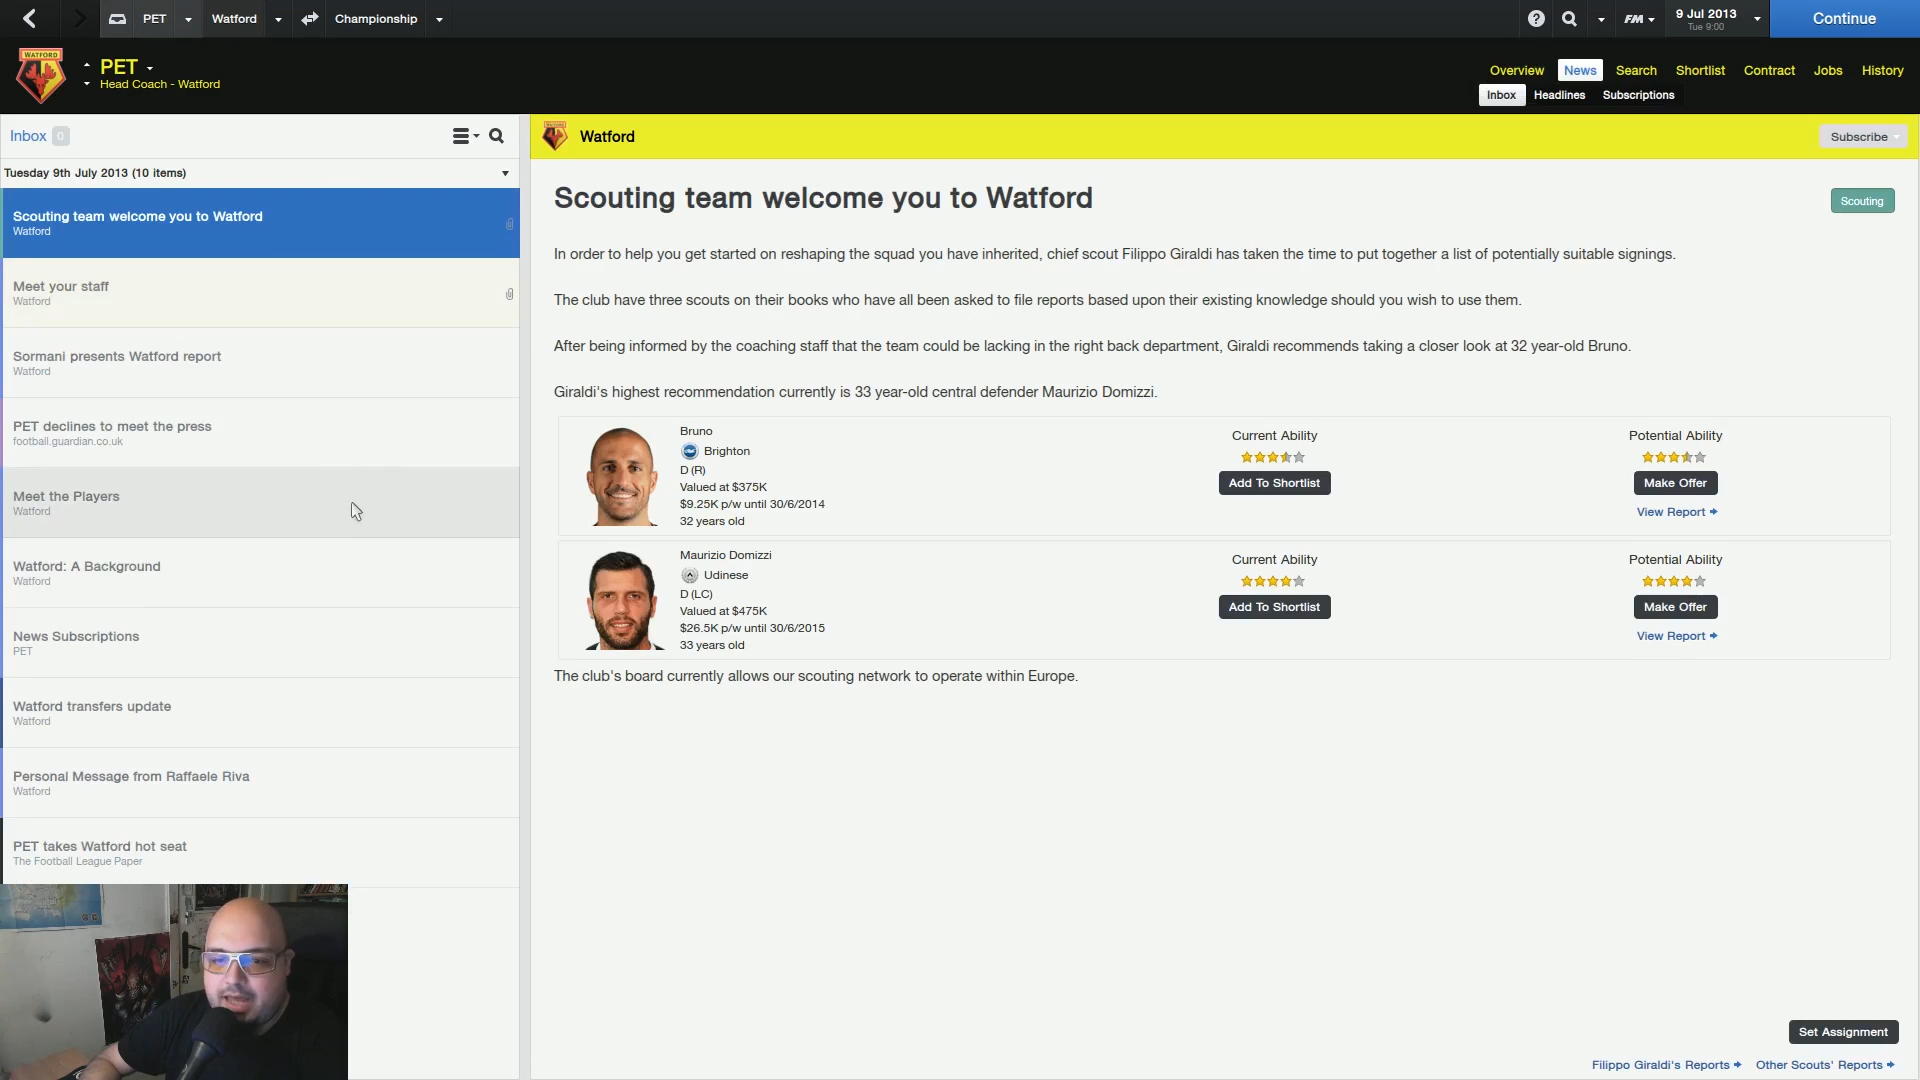 PET
Watford
Championship
FM
9 Jul 2013
Tue 9:00
Continue
WATFORD
PET
Head Coach - Watford
Overview
News
Search
Shortlist
Contract
Jobs
History
Inbox
Headlines
Subscriptions
Inbox 0
Tuesday 9th July 2013 (10 items)
Scouting team welcome you to Watford
Watford
Meet your staff
Watford
Sormani presents Watford report
Watford
PET declines to meet the press
football.guardian.co.uk
Meet the Players
Watford
Watford: A Background
Watford
News Subscriptions
PET
Watford transfers update
Watford
Personal Message from Raffaele Riva
Watford
PET takes Watford hot seat
The Football League Paper
Watford
Subscribe
Scouting team welcome you to Watford
Scouting
In order to help you get started on reshaping the squad you have inherited, chief scout Filippo Giraldi has taken the time to put together a list of potentially suitable signings.
The club have three scouts on their books who have all been asked to file reports based upon their existing knowledge should you wish to use them.
After being informed by the coaching staff that the team could be lacking in the right back department, Giraldi recommends taking a closer look at 32 year-old Bruno.
Giraldi's highest recommendation currently is 33 year-old central defender Maurizio Domizzi.
Bruno
Brighton
D (R)
Valued at $375K
$9.25K p/w until 30/6/2014
32 years old
Current Ability
Add To Shortlist
Potential Ability
Make Offer
View Report
Maurizio Domizzi
Udinese
D (LC)
Valued at $475K
$26.5K p/w until 30/6/2015
33 years old
Current Ability
Add To Shortlist
Potential Ability
Make Offer
View Report
The club's board currently allows our scouting network to operate within Europe.
Set Assignment
Filippo Giraldi's Reports
Other Scouts' Reports